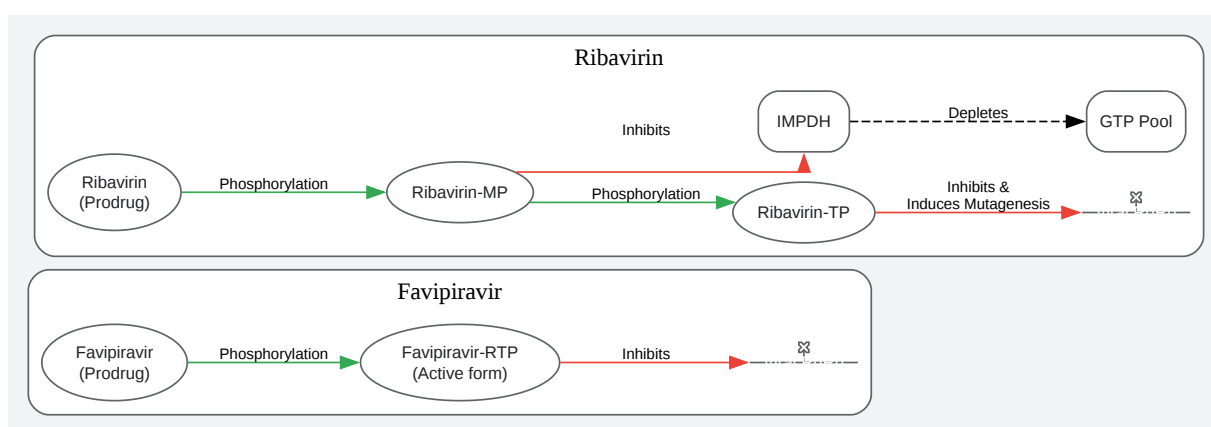 Ribavirin
Inhibits
IMPDH
Depletes
GTP Pool
Ribavirin
(Prodrug)
Phosphorylation
Ribavirin-MP
Phosphorylation
Ribavirin-TP
Inhibits &
Induces Mutagenesis
Favipiravir
Favipiravir
(Prodrug)
Phosphorylation
Favipiravir-RTP
(Active form)
Inhibits